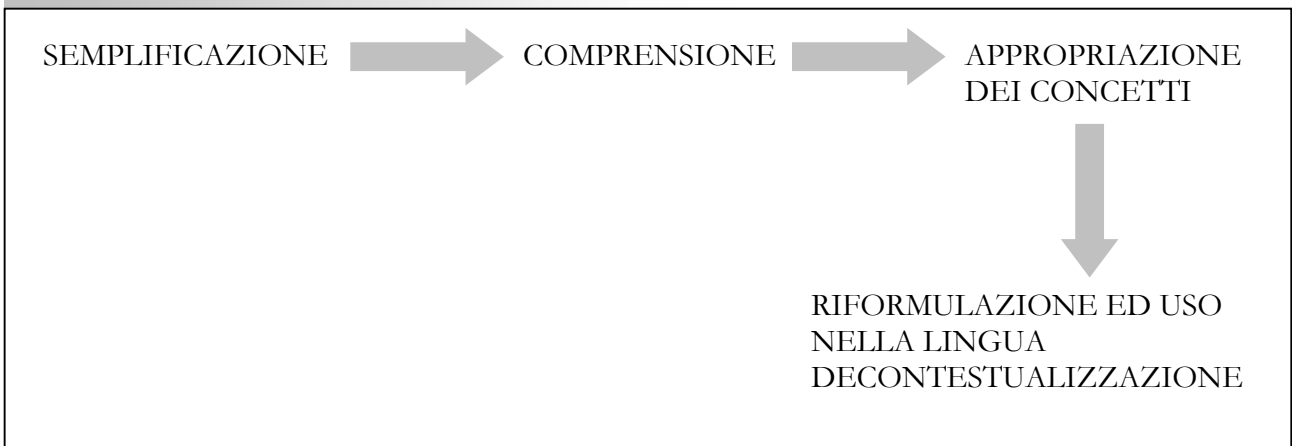 SEMPLIFICAZIONE
COMPRENSIONE
APPROPRIAZIONE
DEI CONCETTI
RIFORMULAZIONE ED USO
NELLA LINGUA
DECONTESTUALIZZAZIONE